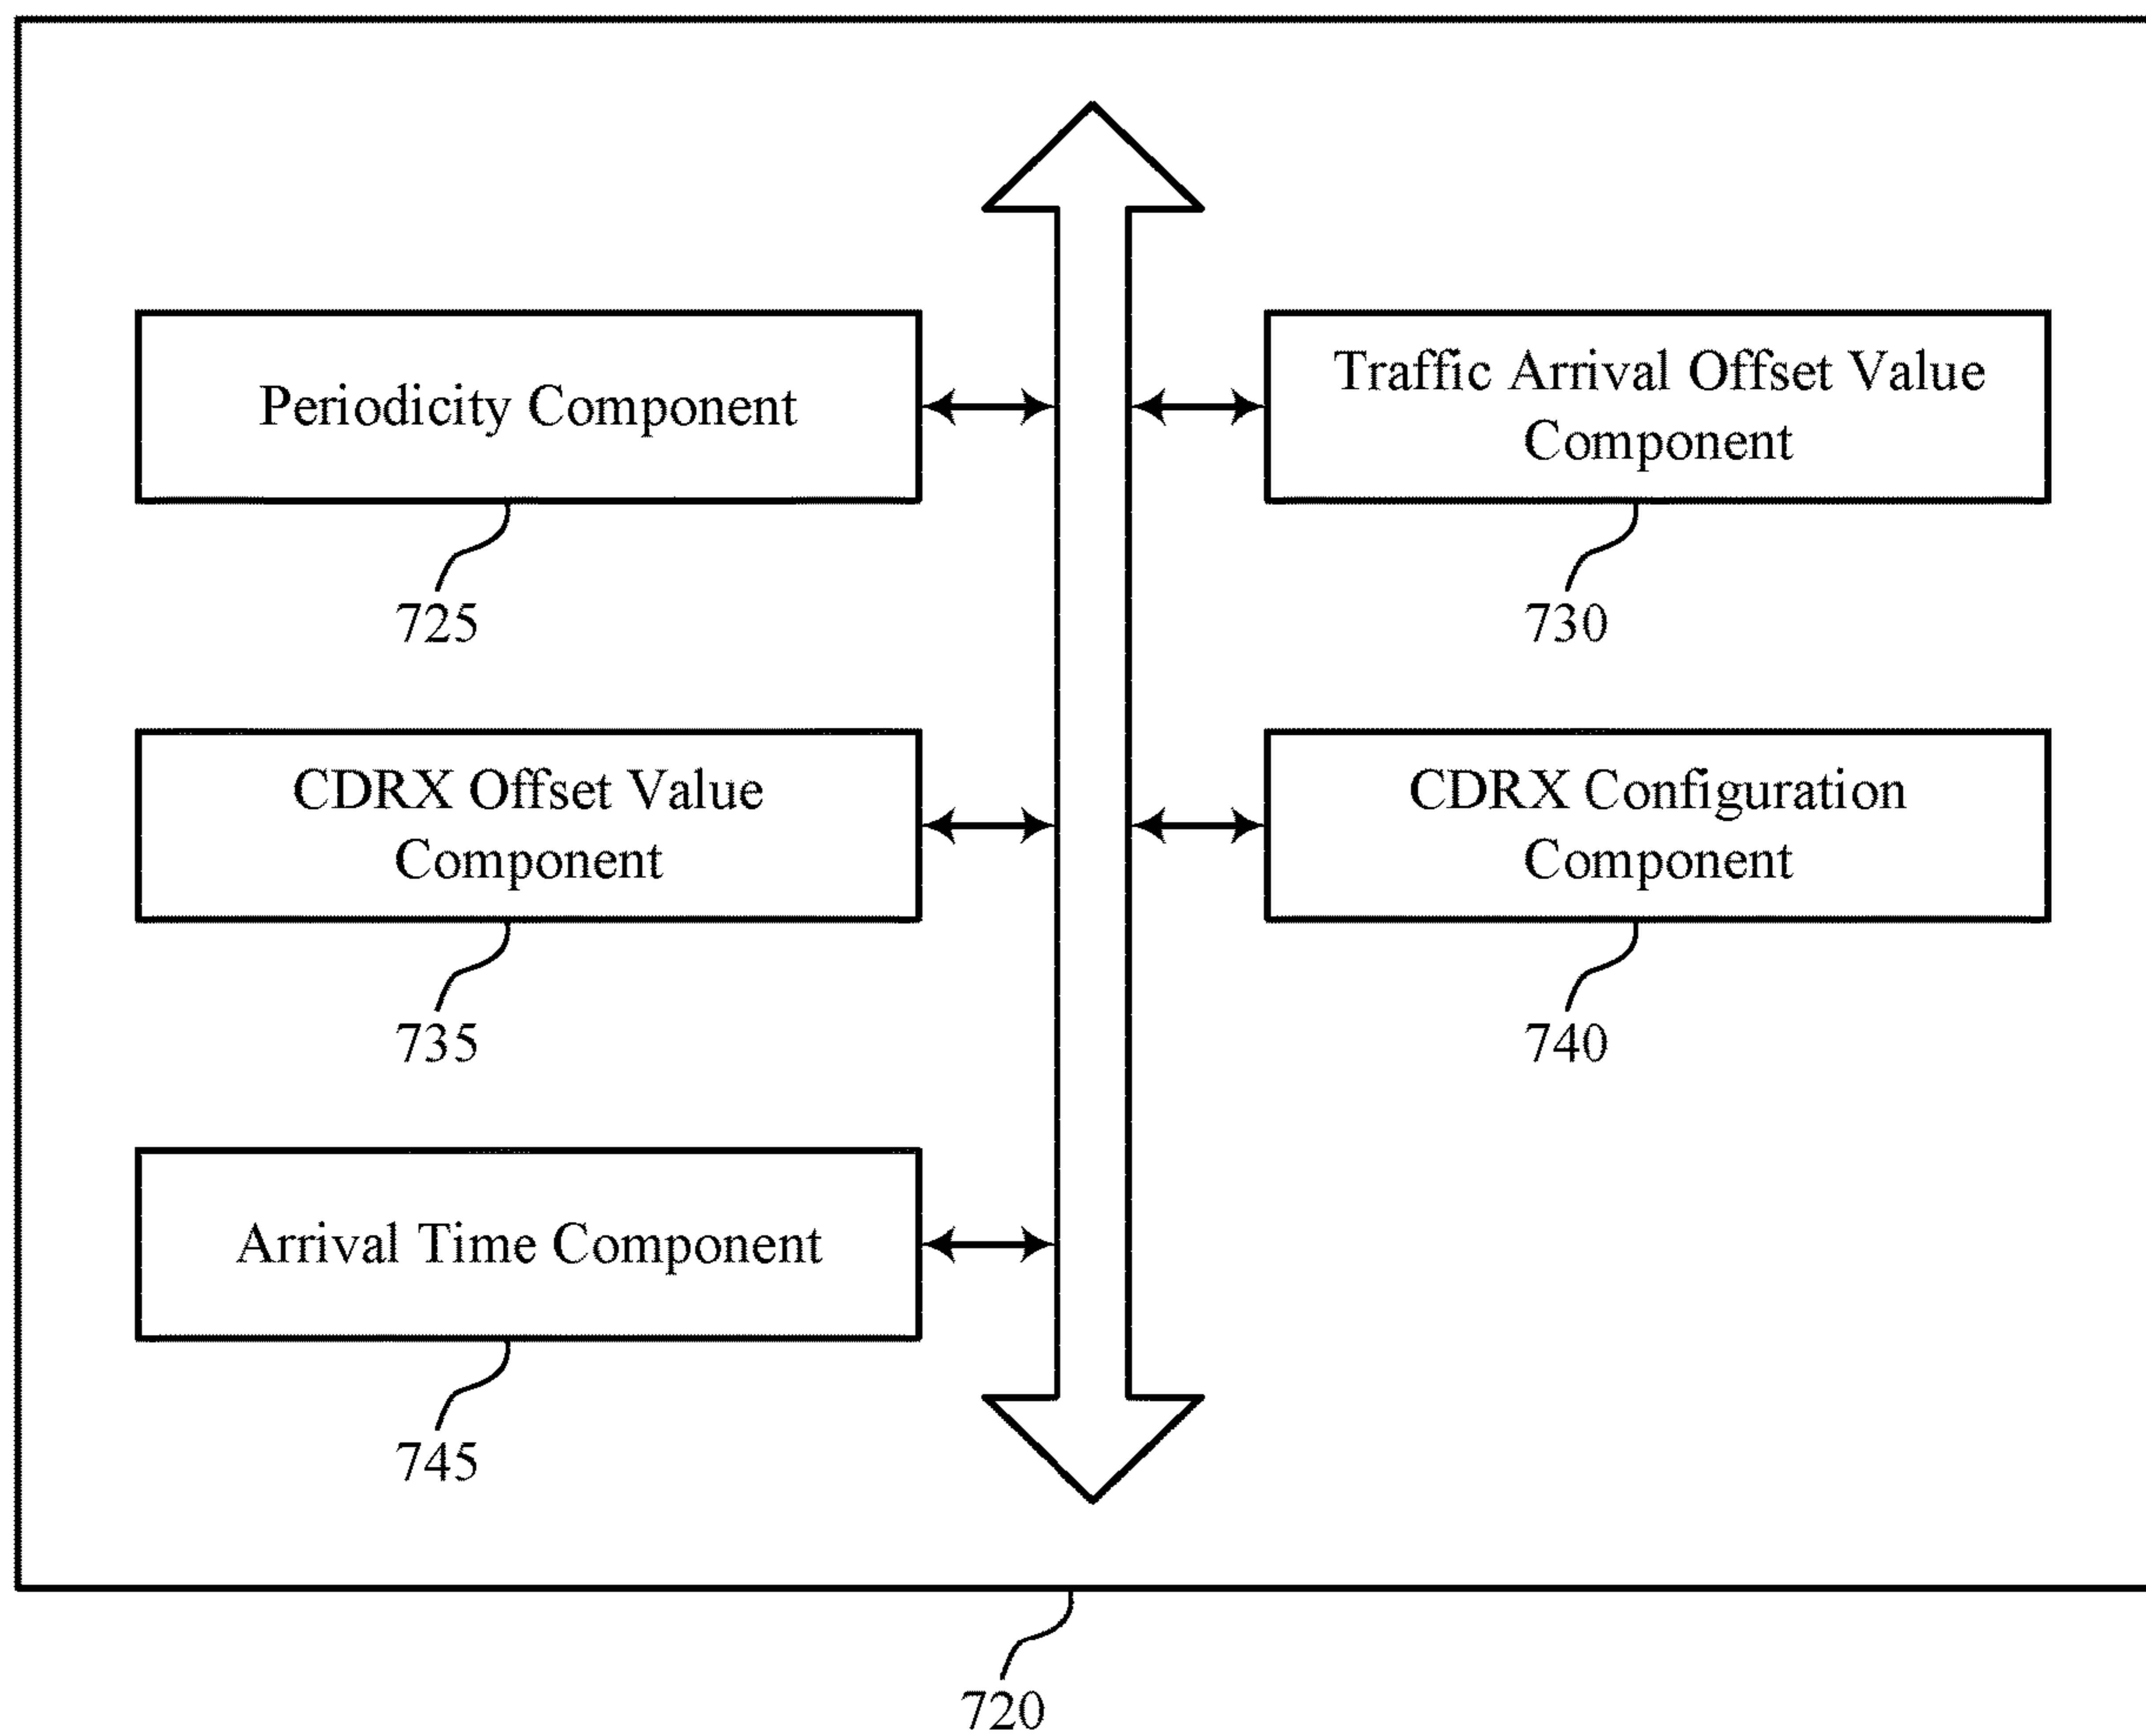 Periodicity Component
725
Traffic Arrival Offset Value
Component
730
CDRX Offset Value
Component
735
CDRX Configuration
Component
740
Arrival Time Component
745
720